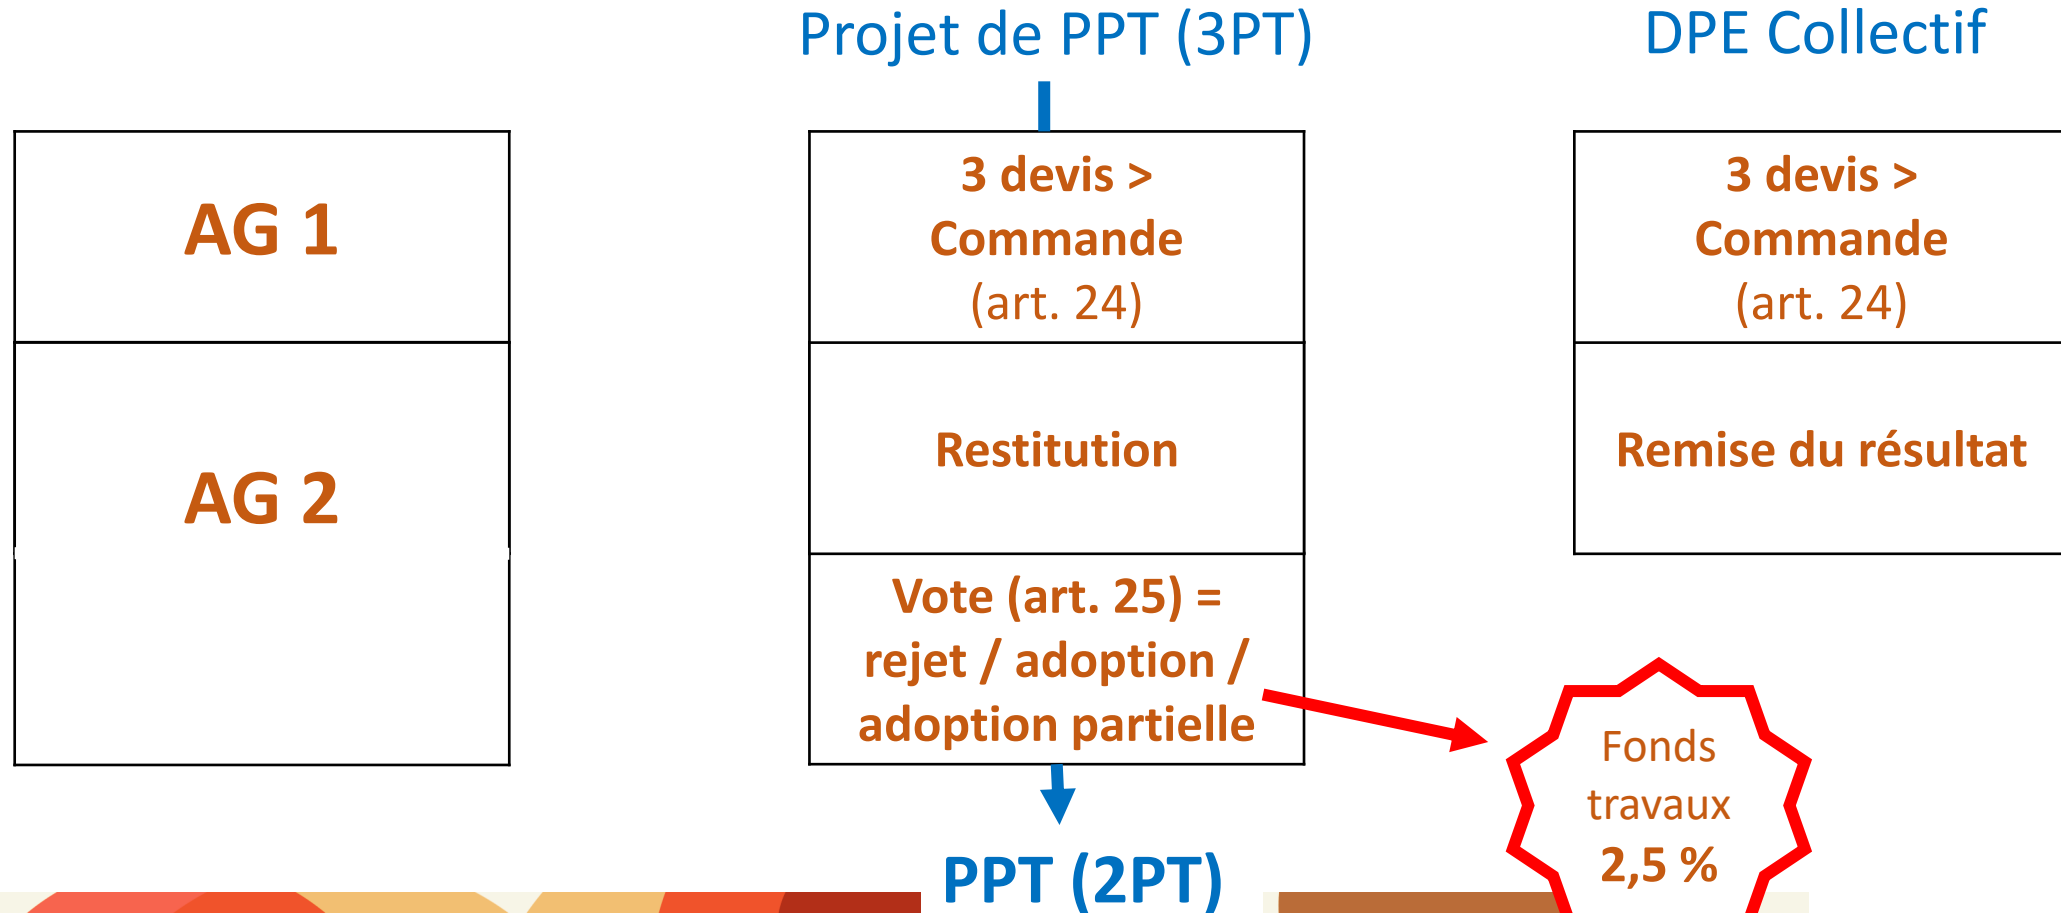 Projet de PPT (3PT)
DPE Collectif
AG 1
3 devis >
Commande
(art. 24)
3 devis >
Commande
(art. 24)
AG 2
Restitution
Remise du résultat
Vote (art. 25) =
rejet / adoption /
adoption partielle
Fonds
travaux
2,5 %
PPT (2PT)